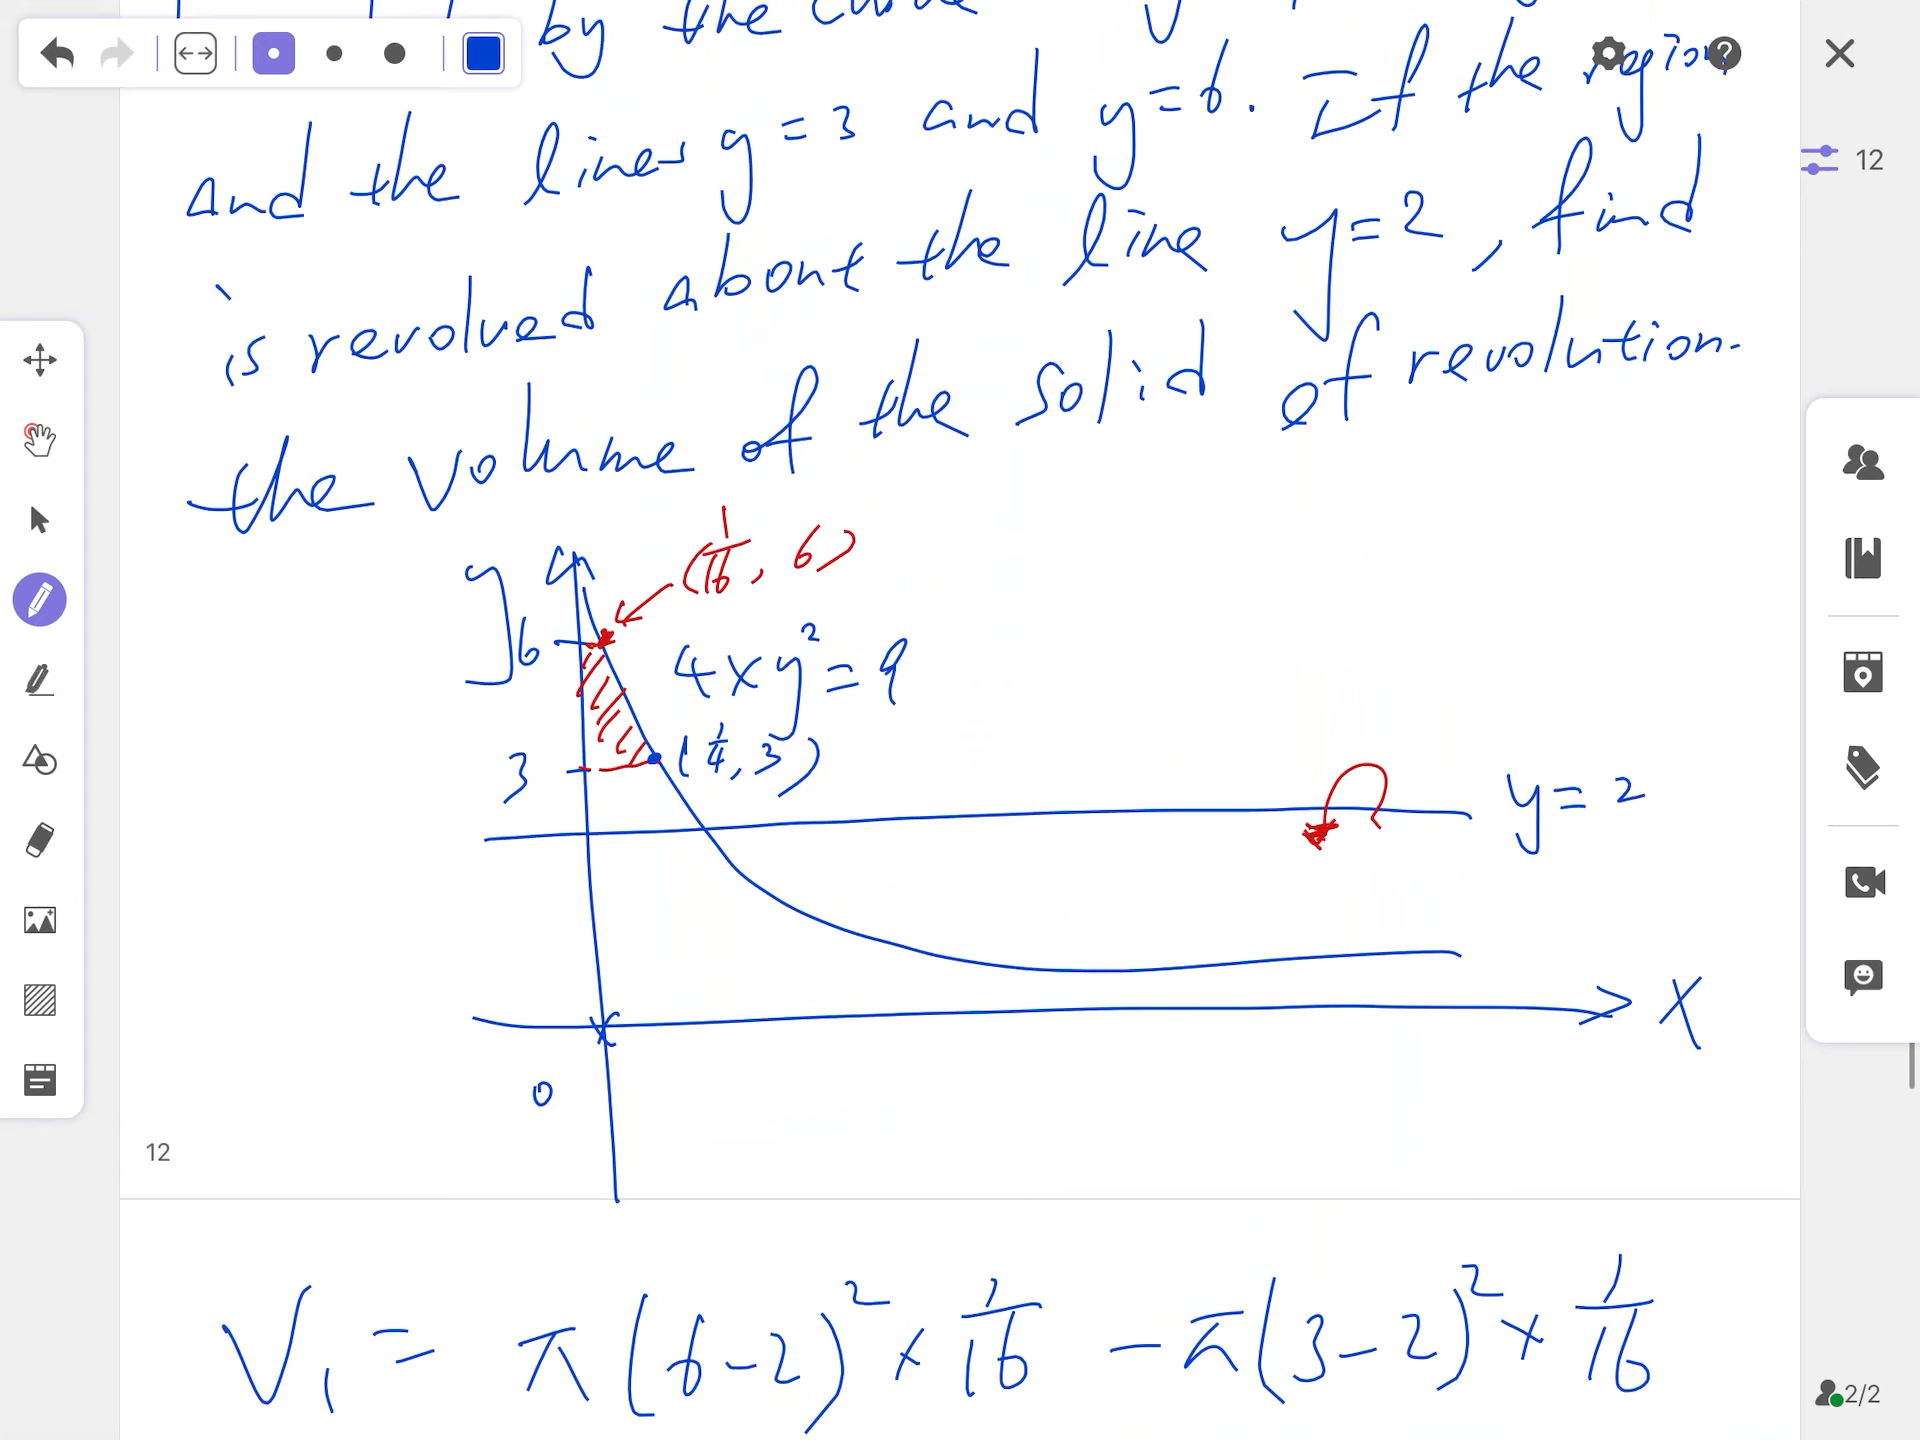 by the curve
and the lines y=3 and y=6. If the region
is revolved about the line y=2, find
the volume of the solid of revolution.
12
y
(1/16, 6)
6
4xy²=9
3
(1/4, 3)
y=2
x
0
12
V₁ = π(6-2)² × 1/16 - π(3-2)² × 1/16
2/2